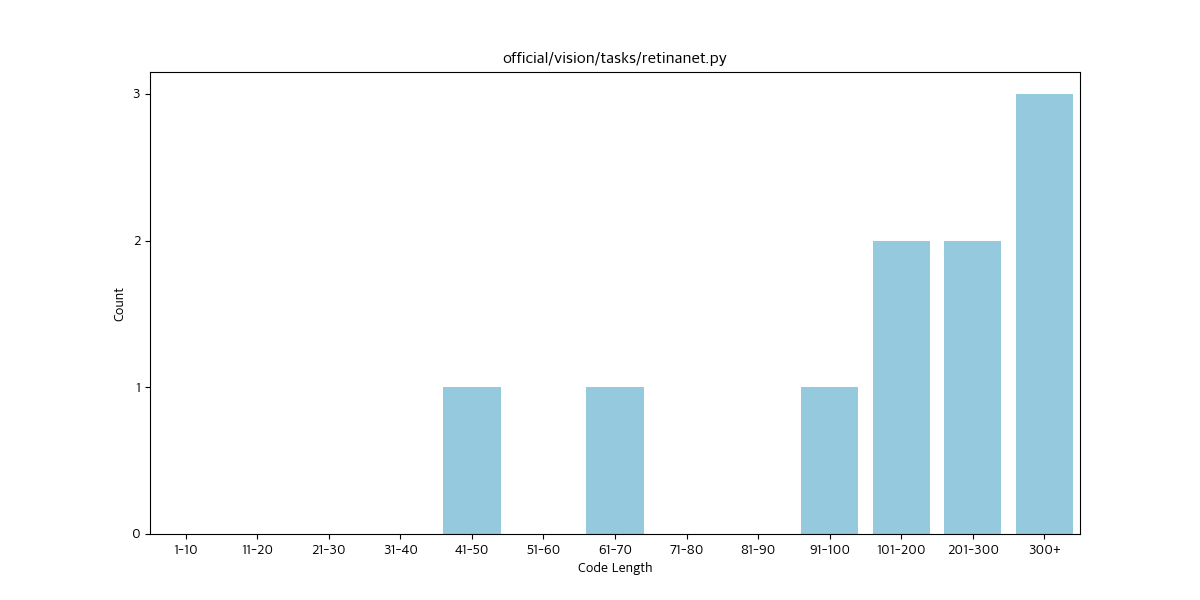 official/vision/tasks/retinanet.py
Count
3
2
1
0
1-10 11-20 21-30 31-40 41-50 51-60 61-70 71-80 81-90 91-100 101-200 201-300 300+
Code Length